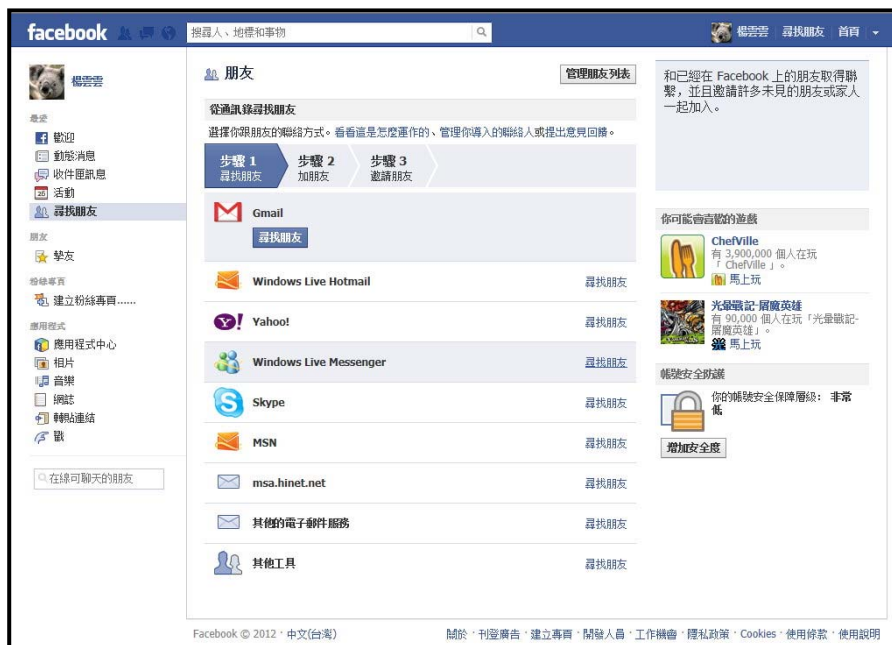 facebook
搜尋人、地標和事物
楊雲雲 尋找朋友 首頁
楊雲雲
最愛
歡迎
動態消息
收件匣訊息
26 活動
尋找朋友
朋友
摯友
粉絲專頁
建立粉絲專頁......
應用程式
應用程式中心
相片
音樂
網誌
轉貼連結
戳
在線可聊天的朋友
朋友
管理朋友列表
從通訊錄尋找朋友
選擇你跟朋友的聯絡方式。看看這是怎麼運作的、管理你導入的聯絡人或提出意見回饋。
步驟 1
尋找朋友
步驟 2
加朋友
步驟 3
邀請朋友
Gmail
尋找朋友
Windows Live Hotmail 尋找朋友
Yahoo! 尋找朋友
Windows Live Messenger 尋找朋友
Skype 尋找朋友
MSN 尋找朋友
msa.hinet.net 尋找朋友
其他的電子郵件服務 尋找朋友
其他工具 尋找朋友
和已經在 Facebook 上的朋友取得聯
繫，並且邀請許多未見的朋友或家人
一起加入。
你可能會喜歡的遊戲
ChefVille
有 3,900,000 個人在玩
「 ChefVille 」。
馬上玩
光暈戰記-屠魔英雄
有 90,000 個人在玩「光暈戰記-
屠魔英雄」。
馬上玩
帳號安全防護
你的帳號安全保障層級： 非常
低
增加安全度
Facebook © 2012 · 中文(台灣)
關於 · 刊登廣告 · 建立專頁 · 開發人員 · 工作機會 · 隱私政策 · Cookies · 使用條款 · 使用說明